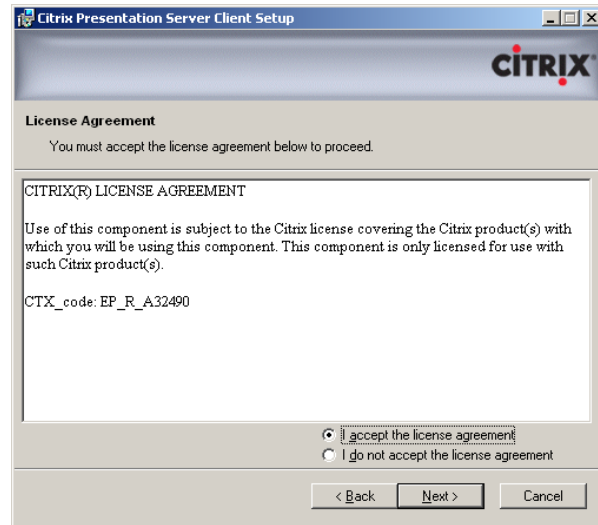 Citrix Presentation Server Client Setup
CITRIX
License Agreement
You must accept the license agreement below to proceed.
CITRIX(R) LICENSE AGREEMENT
Use of this component is subject to the Citrix license covering the Citrix product(s) with
which you will be using this component. This component is only licensed for use with
such Citrix product(s).
CTX_code: EP_R_A32490
I accept the license agreement
I do not accept the license agreement
< Back
Next >
Cancel